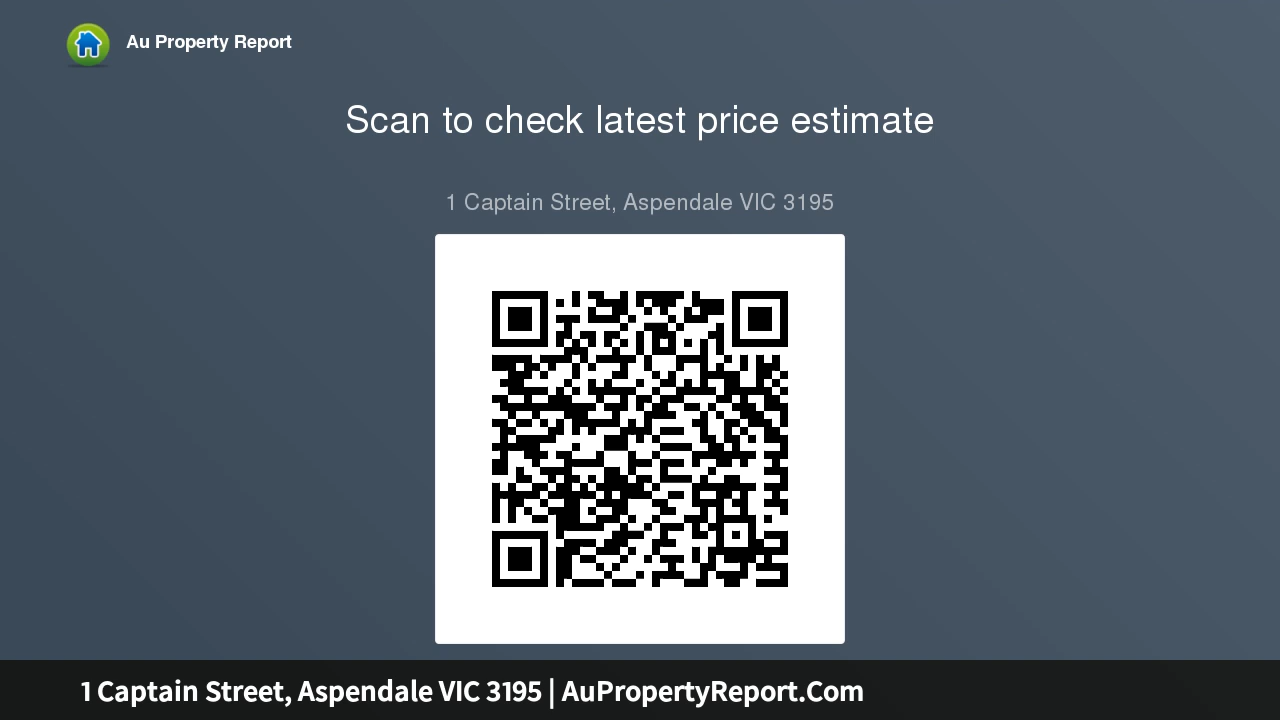 Au Property Report
Scan to check latest price estimate
1 Captain Street, Aspendale VIC 3195
1 Captain Street, Aspendale VIC 3195 | AuPropertyReport.Com